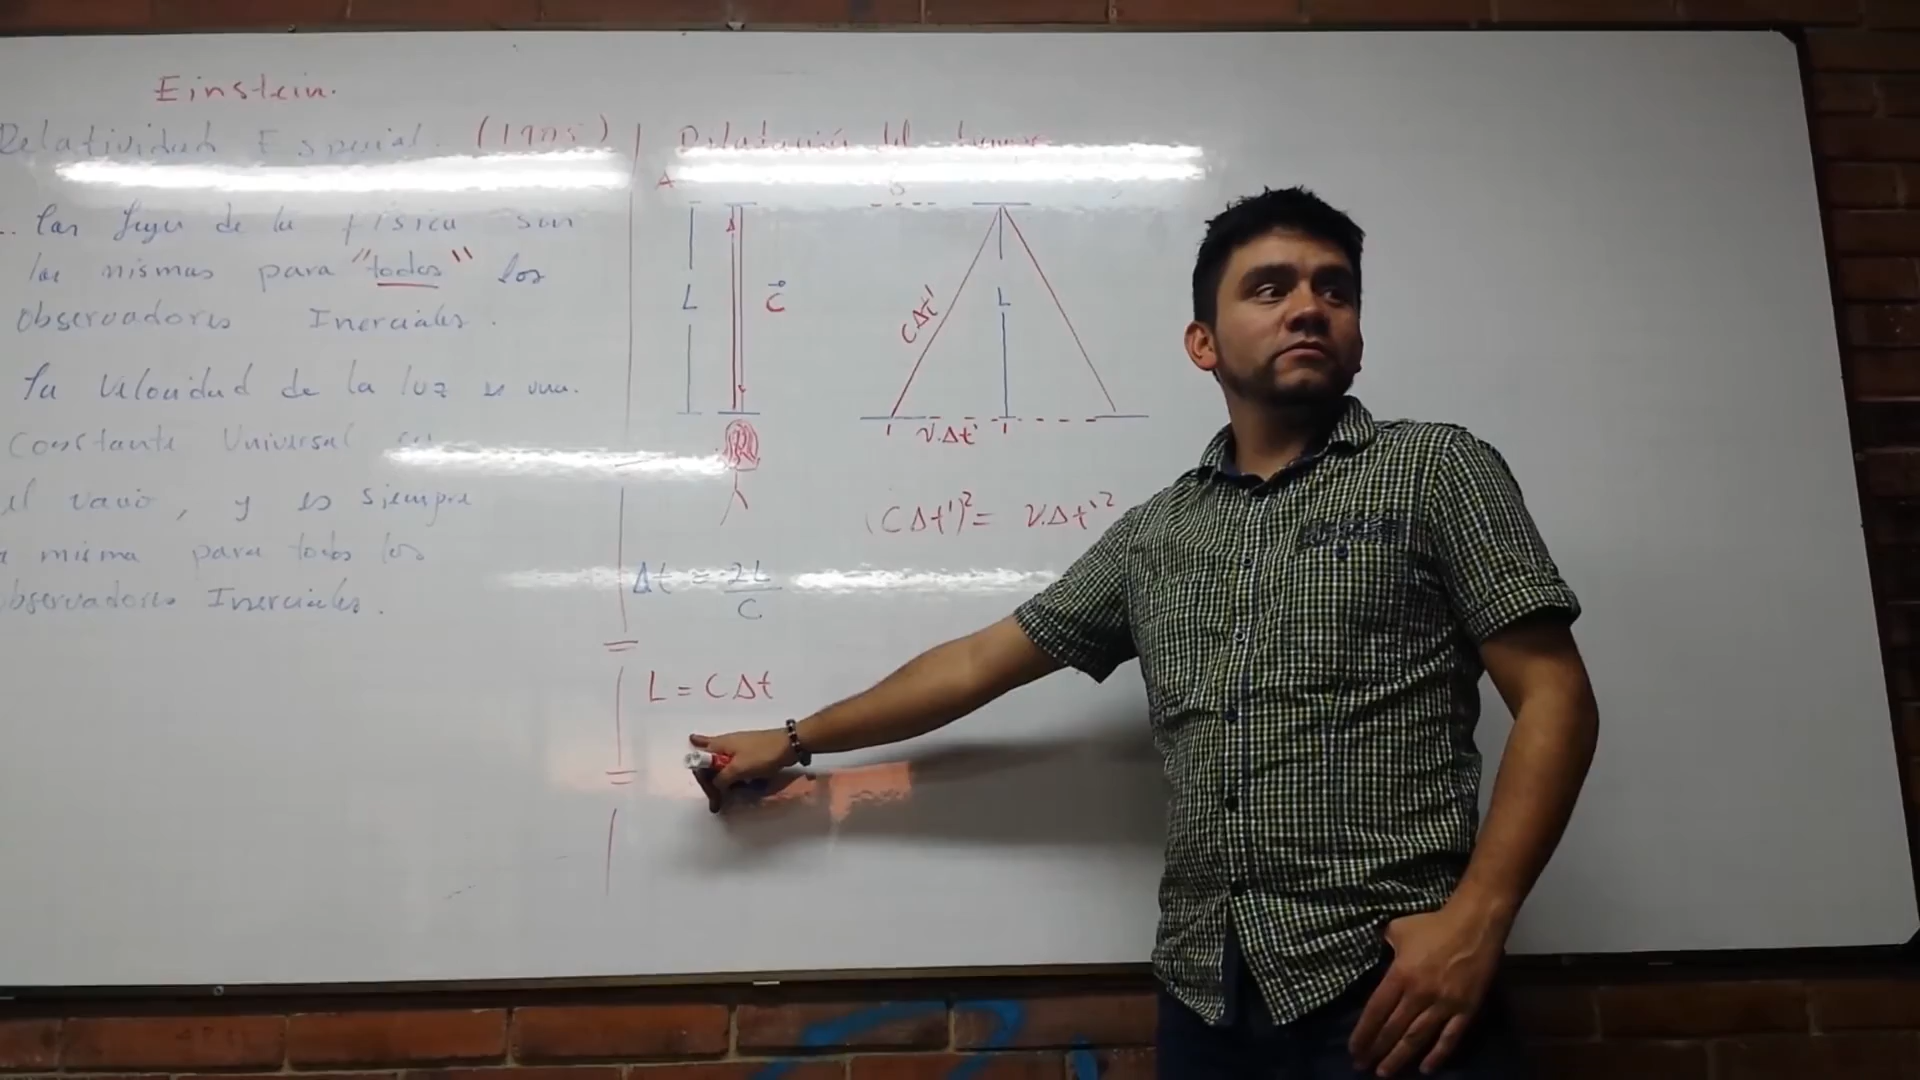 Einstein.
Relatividad Especial. (1905)
.. las leyes de la física son
las mismas para "todos" los
Observadores Inerciales.
La velocidad de la luz es una.
Constante Universal en
el vacio, y es siempre
misma para todos los
observadores Inerciales.
Dilatación del tiempo
A
L
C
CΔt'
L
v.Δt'
(CΔt')² = v.Δt'²
Δt = 2L
C
L = CΔt